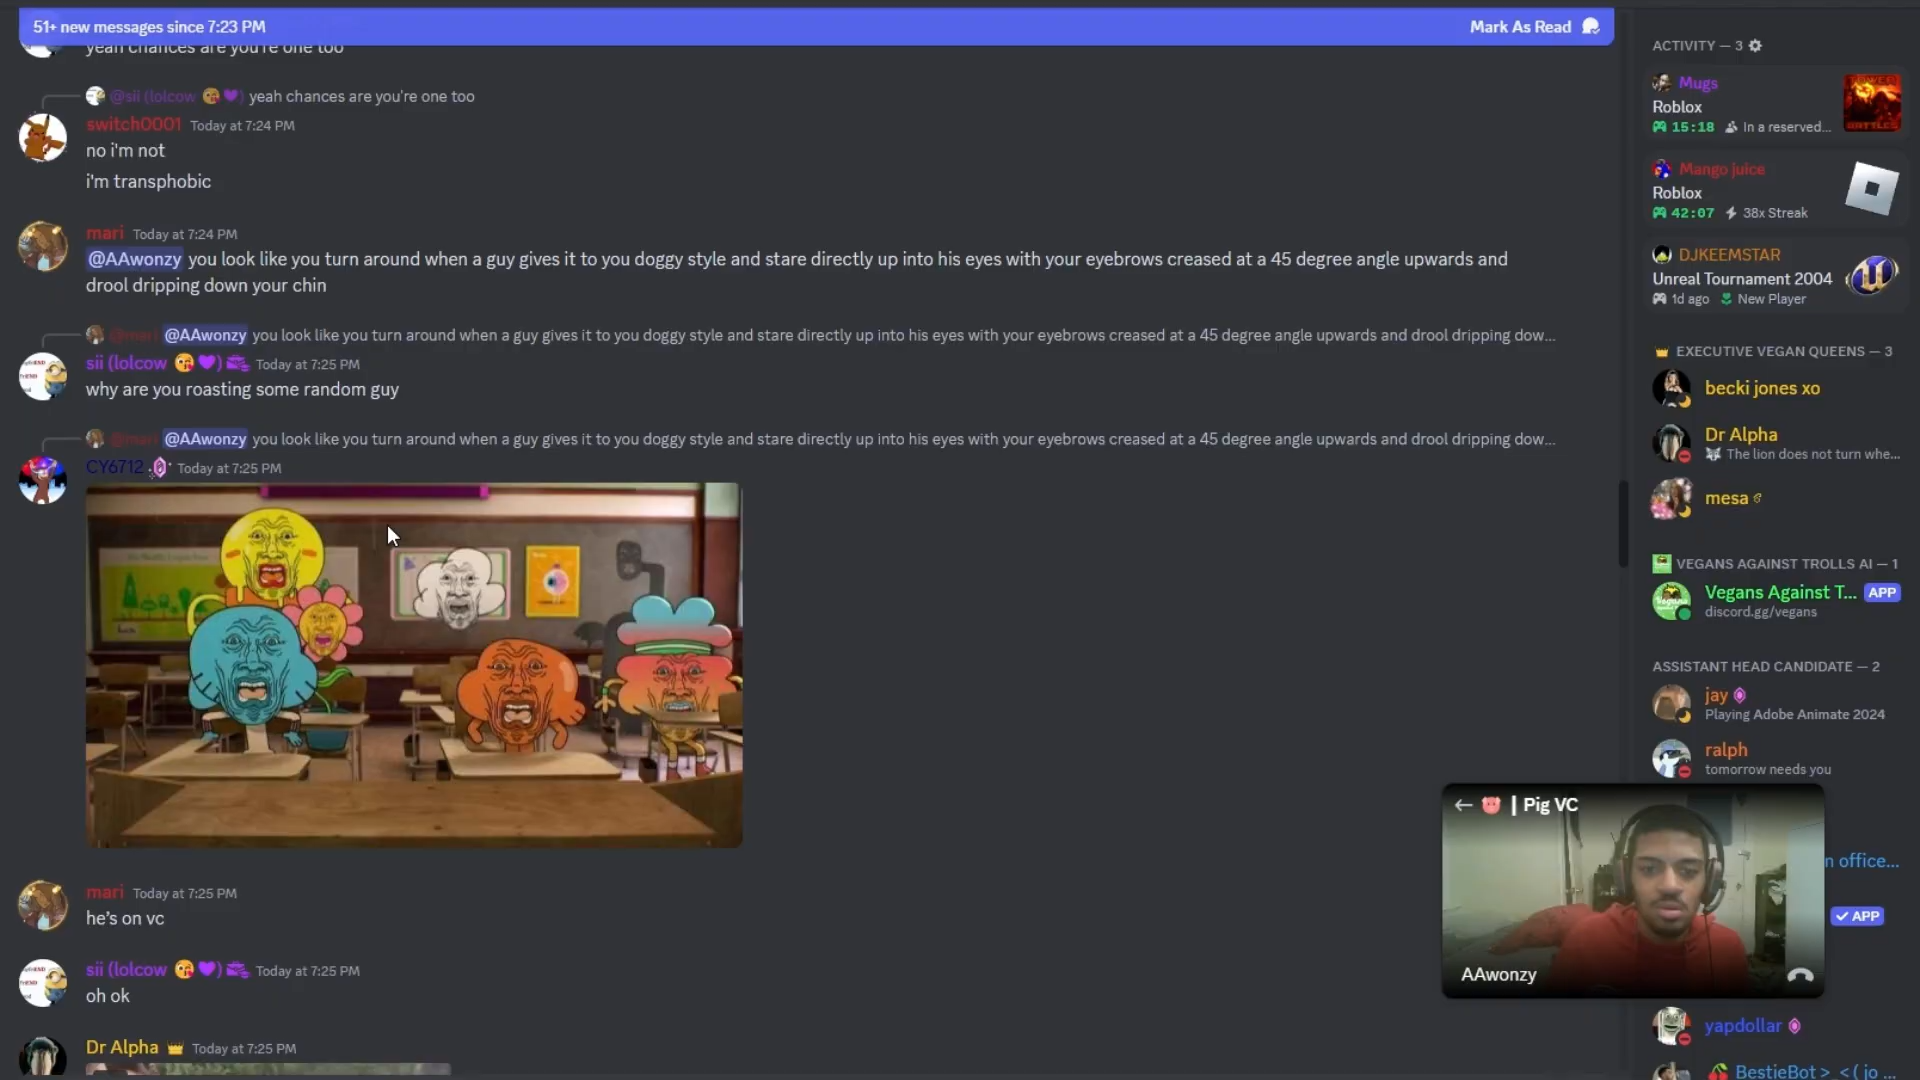 51+ new messages since 7:23 PM
Mark As Read
yeah chances are you're one too
@sii (lolcow 😘 💜) yeah chances are you're one too
switch0001 Today at 7:24 PM
no i'm not
i'm transphobic
mari Today at 7:24 PM
@AAwonzy you look like you turn around when a guy gives it to you doggy style and stare directly up into his eyes with your eyebrows creased at a 45 degree angle upwards and
drool dripping down your chin
@mari @AAwonzy you look like you turn around when a guy gives it to you doggy style and stare directly up into his eyes with your eyebrows creased at a 45 degree angle upwards and drool dripping dow...
sii (lolcow 😘 💜) Today at 7:25 PM
why are you roasting some random guy
@mari @AAwonzy you look like you turn around when a guy gives it to you doggy style and stare directly up into his eyes with your eyebrows creased at a 45 degree angle upwards and drool dripping dow...
CY6712 Today at 7:25 PM
mari Today at 7:25 PM
he's on vc
sii (lolcow 😘 💜) Today at 7:25 PM
oh ok
Dr Alpha 👑 Today at 7:25 PM
ACTIVITY — 3
Mugs
Roblox
15:18 In a reserved...
Mango juice
Roblox
42:07 38x Streak
DJKEEMSTAR
Unreal Tournament 2004
1d ago New Player
EXECUTIVE VEGAN QUEENS — 3
becki jones xo
Dr Alpha
The lion does not turn whe...
mesa
VEGANS AGAINST TROLLS AI — 1
Vegans Against T... APP
discord.gg/vegans
ASSISTANT HEAD CANDIDATE — 2
jay
Playing Adobe Animate 2024
ralph
tomorrow needs you
🐷 | Pig VC
n office...
APP
AAwonzy
yapdollar
BestieBot >_< ( jo ...